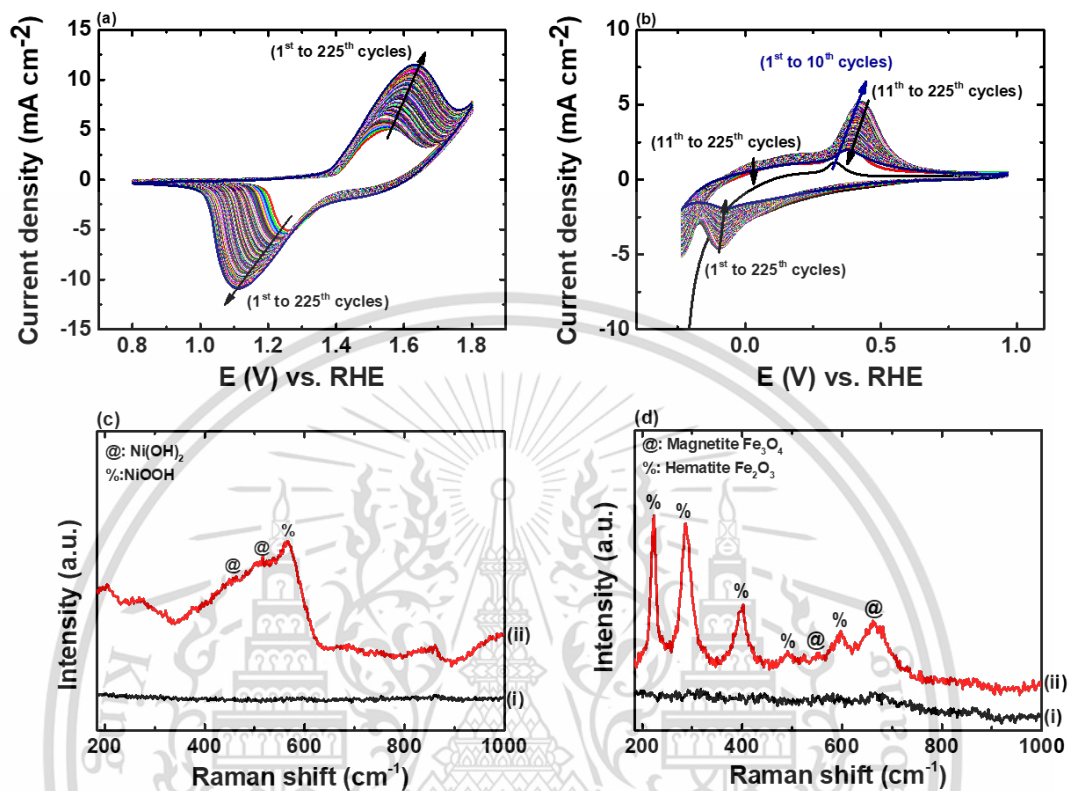 (a)
15
(1st to 225th cycles)
10
5
0
-5
-10
(1st to 225th cycles)
-15
0.8 1.0 1.2 1.4 1.6 1.8
E (V) vs. RHE
Current density (mA cm-2)
(b)
10
(1st to 10th cycles)
(11th to 225th cycles)
5
(11th to 225th cycles)
0
-5
(1st to 225th cycles)
-10
0.0 0.5 1.0
E (V) vs. RHE
Current density (mA cm-2)
(c)
@: Ni(OH)2
%:NiOOH
%
@
@
(ii)
(i)
200 400 600 800 1000
Raman shift (cm-1)
Intensity (a.u.)
(d)
@: Magnetite Fe3O4
%: Hematite Fe2O3
%
%
%
@
%
@
%
(ii)
(i)
200 400 600 800 1000
Raman shift (cm-1)
Intensity (a.u.)